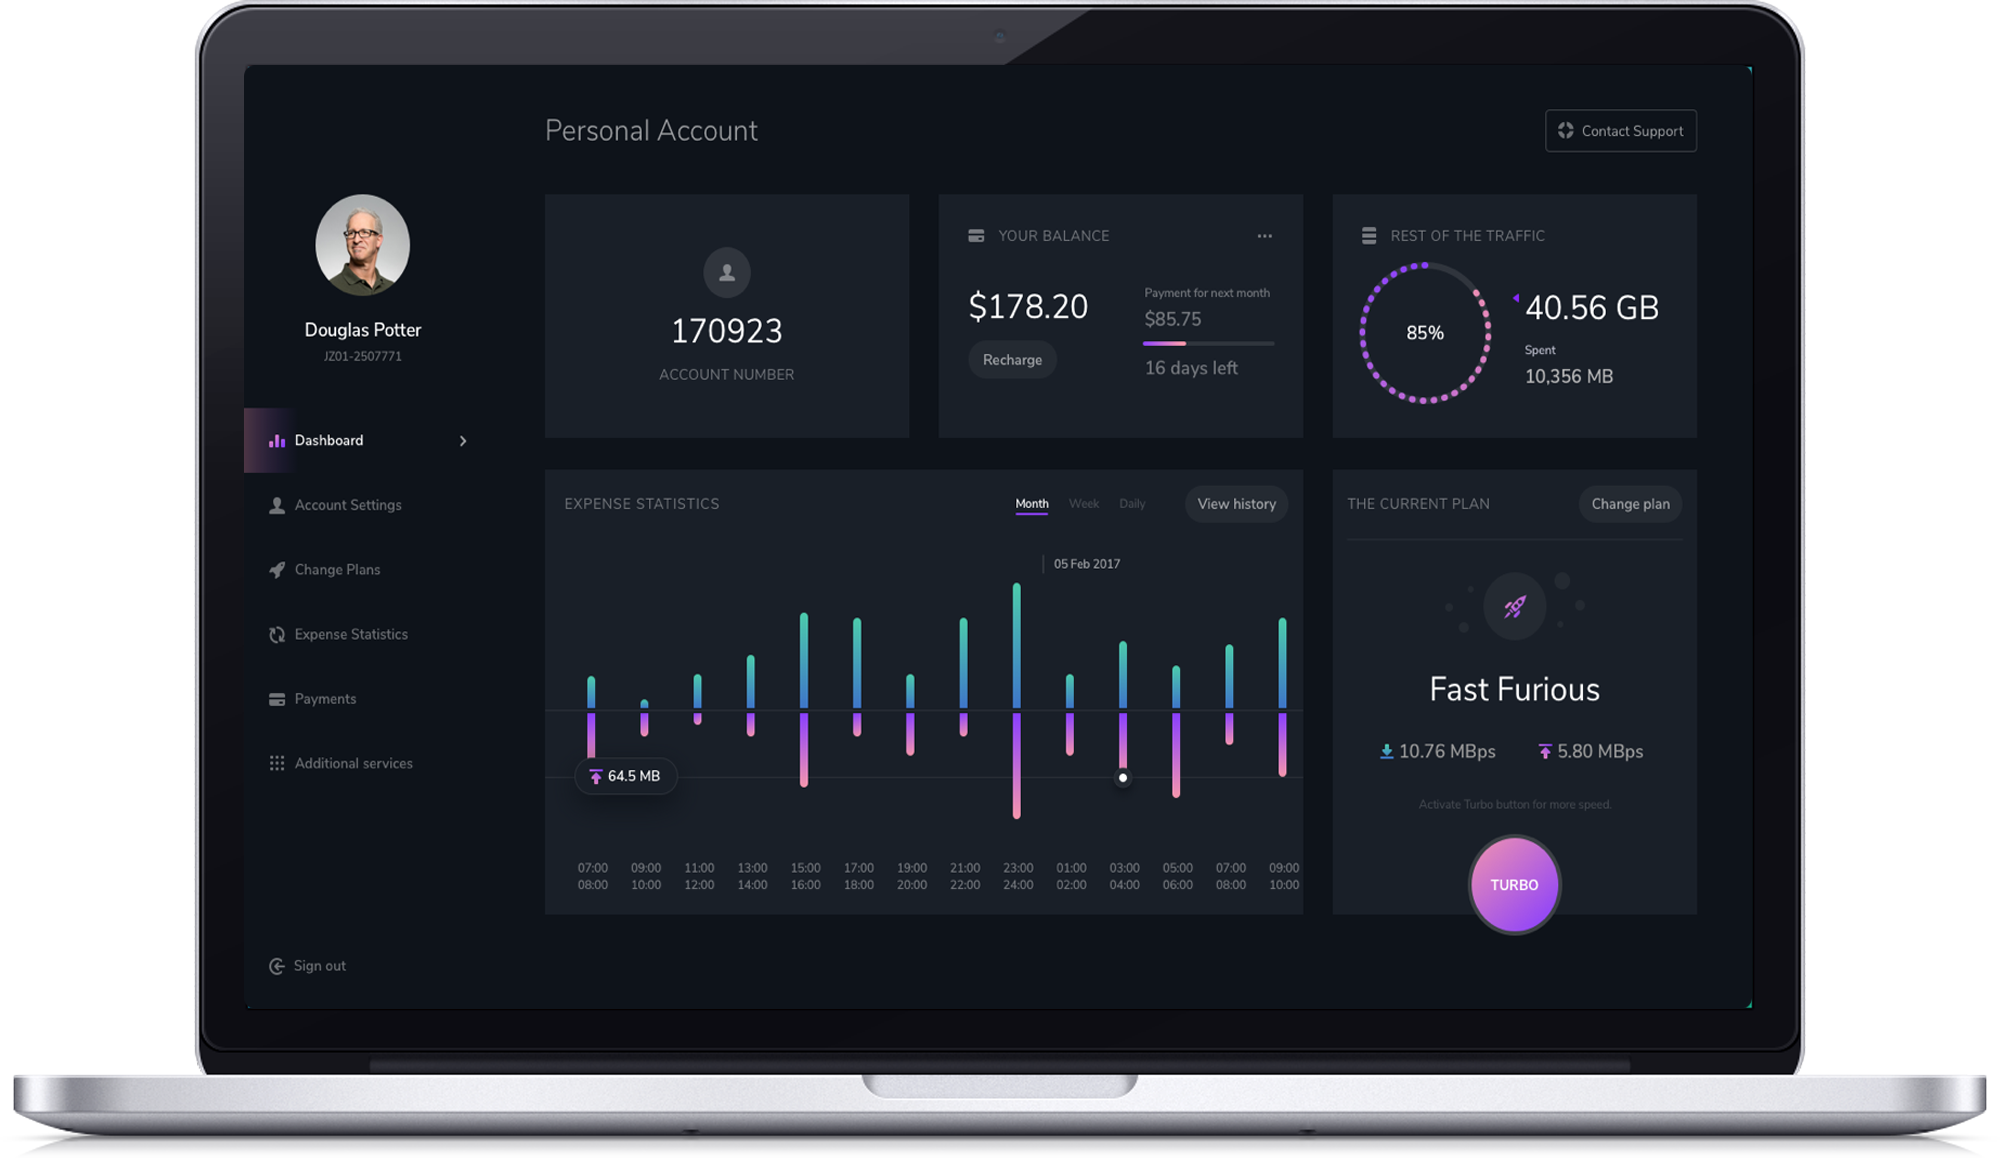 Personal Account
Contact Support
Douglas Potter
JZ01-2507771
Dashboard
Account Settings
Change Plans
Expense Statistics
Payments
Additional services
Sign out
170923
ACCOUNT NUMBER
YOUR BALANCE
$178.20
Recharge
Payment for next month
$85.75
16 days left
REST OF THE TRAFFIC
85%
40.56 GB
Spent
10,356 MB
EXPENSE STATISTICS
Month Week Daily
View history
05 Feb 2017
64.5 MB
07:00 09:00 11:00 13:00 15:00 17:00 19:00 21:00 23:00 01:00 03:00 05:00 07:00 09:00
08:00 10:00 12:00 14:00 16:00 18:00 20:00 22:00 24:00 02:00 04:00 06:00 08:00 10:00
THE CURRENT PLAN
Change plan
Fast Furious
10.76 MBps
5.80 MBps
Activate Turbo button for more speed.
TURBO